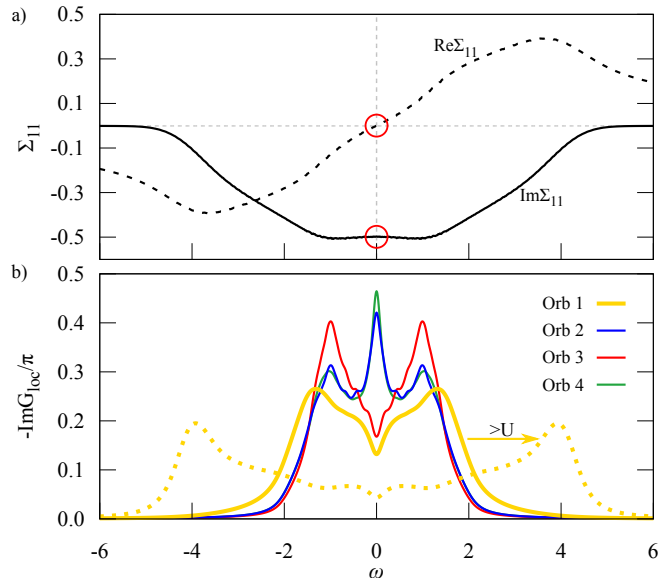 a)
0.5
0.3
0.1
-0.1
-0.3
-0.5
Σ11
ReΣ11
ImΣ11
b)
0.5
0.4
0.3
0.2
0.1
0.0
-ImGloc/π
Orb 1
Orb 2
Orb 3
Orb 4
>U
-6 -4 -2 0 2 4 6
ω